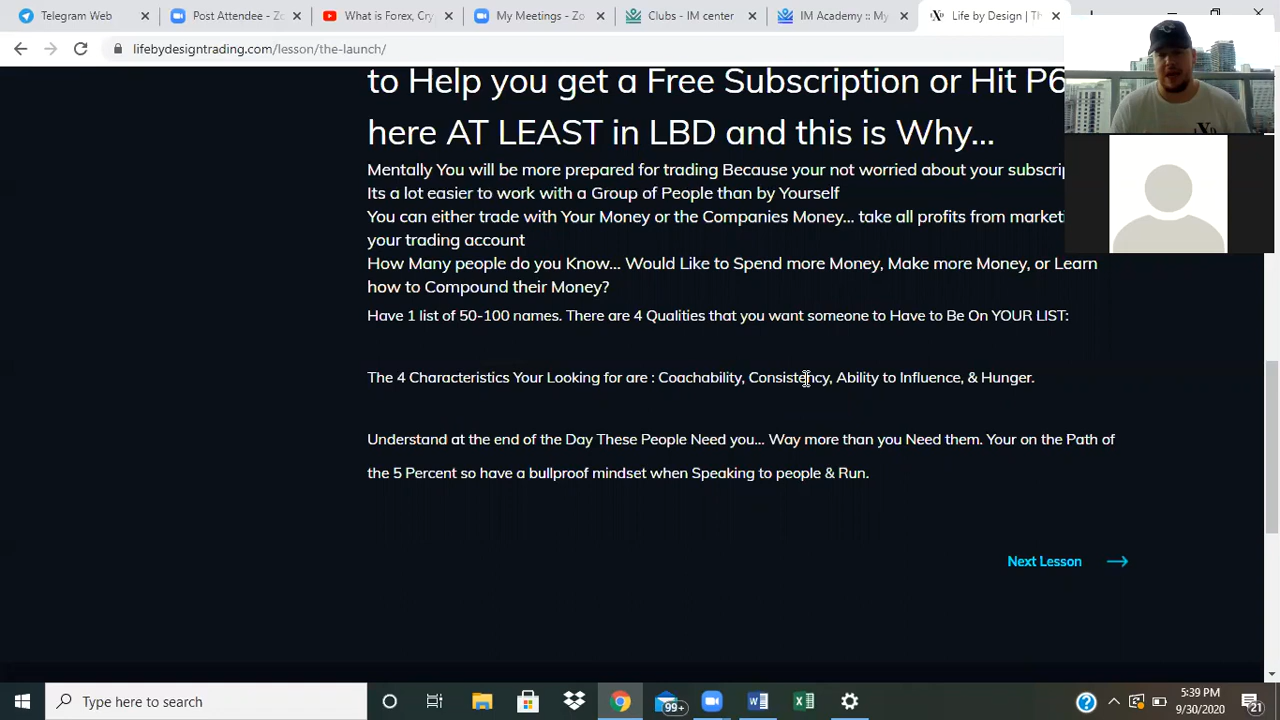 Telegram Web
Post Attendee - Zo
What is Forex, Cry
My Meetings - Zo
Clubs - IM center
IM Academy :: My
Life by Design | Th
lifebydesigntrading.com/lesson/the-launch/
to Help you get a Free Subscription or Hit P6
here AT LEAST in LBD and this is Why...
Mentally You will be more prepared for trading Because your not worried about your subscrip
Its a lot easier to work with a Group of People than by Yourself
You can either trade with Your Money or the Companies Money... take all profits from marketi
your trading account
How Many people do you Know... Would Like to Spend more Money, Make more Money, or Learn
how to Compound their Money?
Have 1 list of 50-100 names. There are 4 Qualities that you want someone to Have to Be On YOUR LIST:
The 4 Characteristics Your Looking for are : Coachability, Consistency, Ability to Influence, & Hunger.
Understand at the end of the Day These People Need you... Way more than you Need them. Your on the Path of
the 5 Percent so have a bullproof mindset when Speaking to people & Run.
Next Lesson
Type here to search
99+
5:39 PM
9/30/2020
21